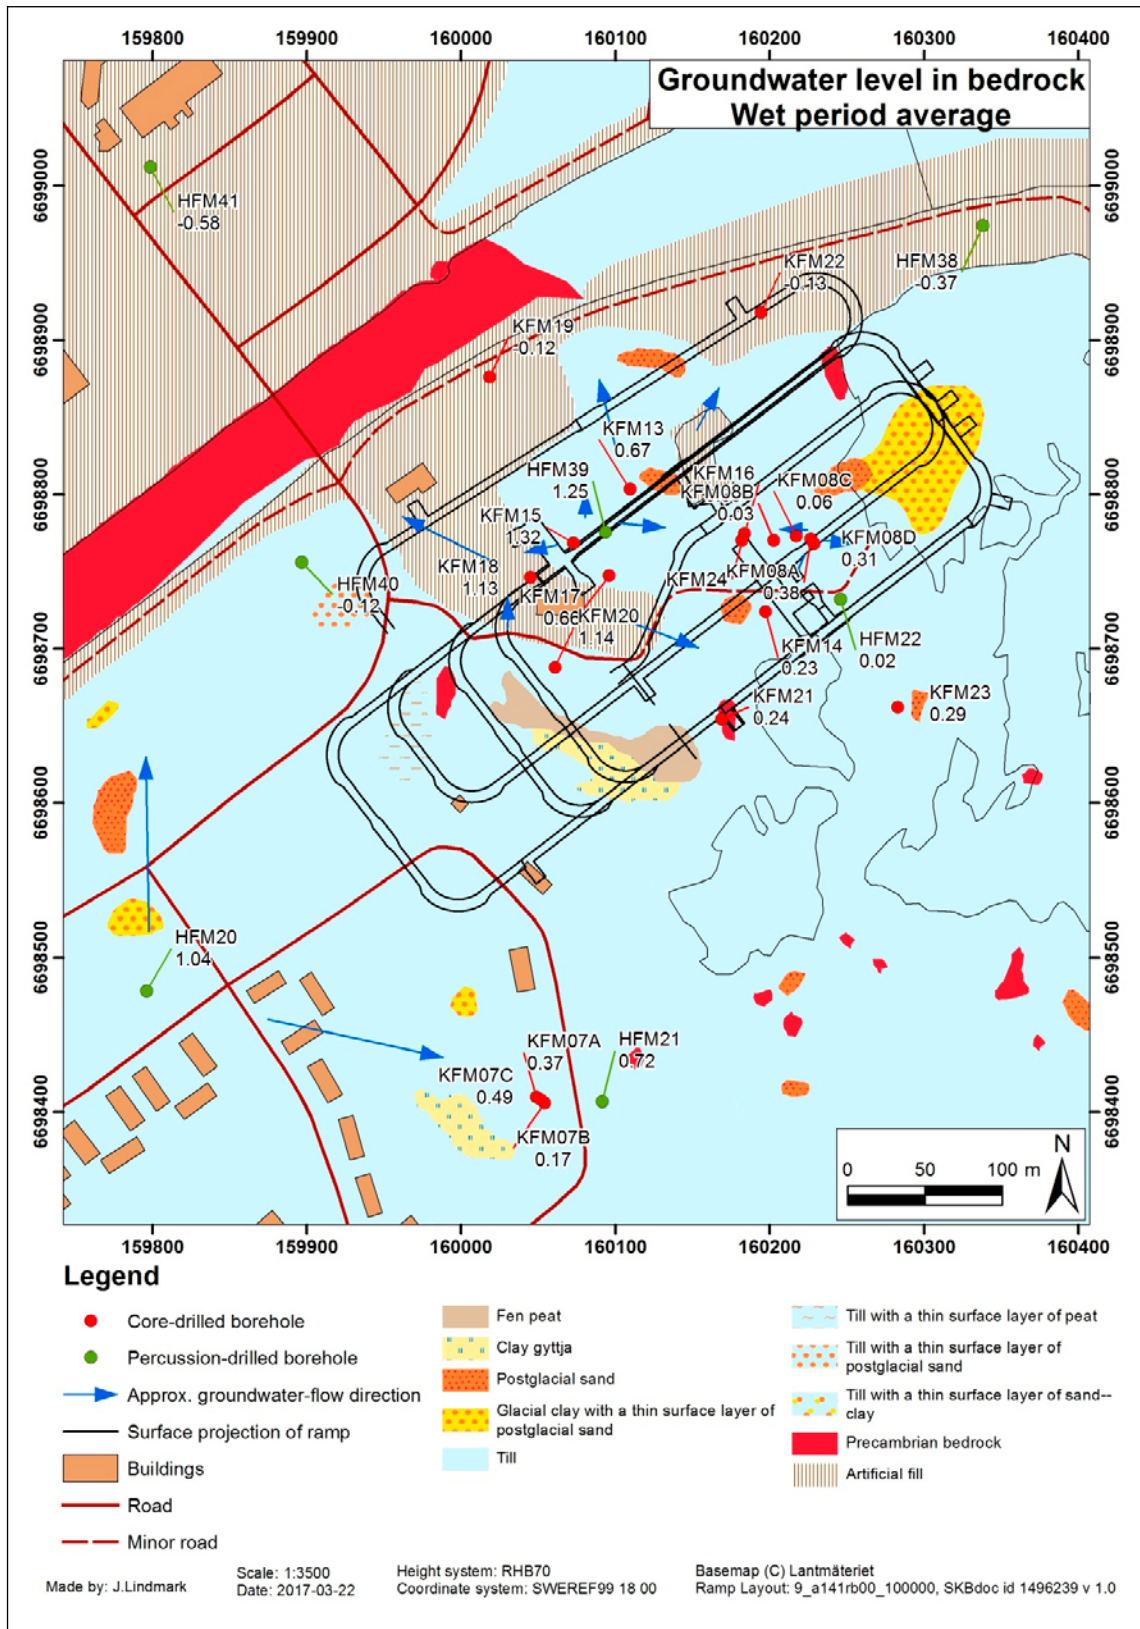 159800 159900 160000 160100 160200 160300 160400
Groundwater level in bedrock
Wet period average
6699000
6699000
HFM41
-0.58
KFM22
-0.13
HFM38
-0.37
6698900
6698900
KFM19
-0.12
KFM13
0.67
HFM39
1.25
KFM16
KFM08B
0.03
KFM08C
0.06
6698800
6698800
KFM15
1.32
KFM18
1.13
KFM08D
0.31
KFM24
KFM08A
0.38
HFM40
-0.12
KFM17
0.66
KFM20
1.14
6698700
6698700
KFM14
0.23
HFM22
0.02
KFM21
0.24
KFM23
0.29
6698600
6698600
HFM20
1.04
6698500
6698500
KFM07A
0.37
HFM21
0.72
KFM07C
0.49
KFM07B
0.17
6698400
6698400
N
0 50 100 m
159800 159900 160000 160100 160200 160300 160400
Legend
Core-drilled borehole
Percussion-drilled borehole
Approx. groundwater-flow direction
Surface projection of ramp
Buildings
Road
Minor road
Fen peat
Clay gyttja
Postglacial sand
Glacial clay with a thin surface layer of
postglacial sand
Till
Till with a thin surface layer of peat
Till with a thin surface layer of
postglacial sand
Till with a thin surface layer of sand--
clay
Precambrian bedrock
Artificial fill
Made by: J.Lindmark
Scale: 1:3500
Date: 2017-03-22
Height system: RHB70
Coordinate system: SWEREF99 18 00
Basemap (C) Lantmäteriet
Ramp Layout: 9_a141rb00_100000, SKBdoc id 1496239 v 1.0